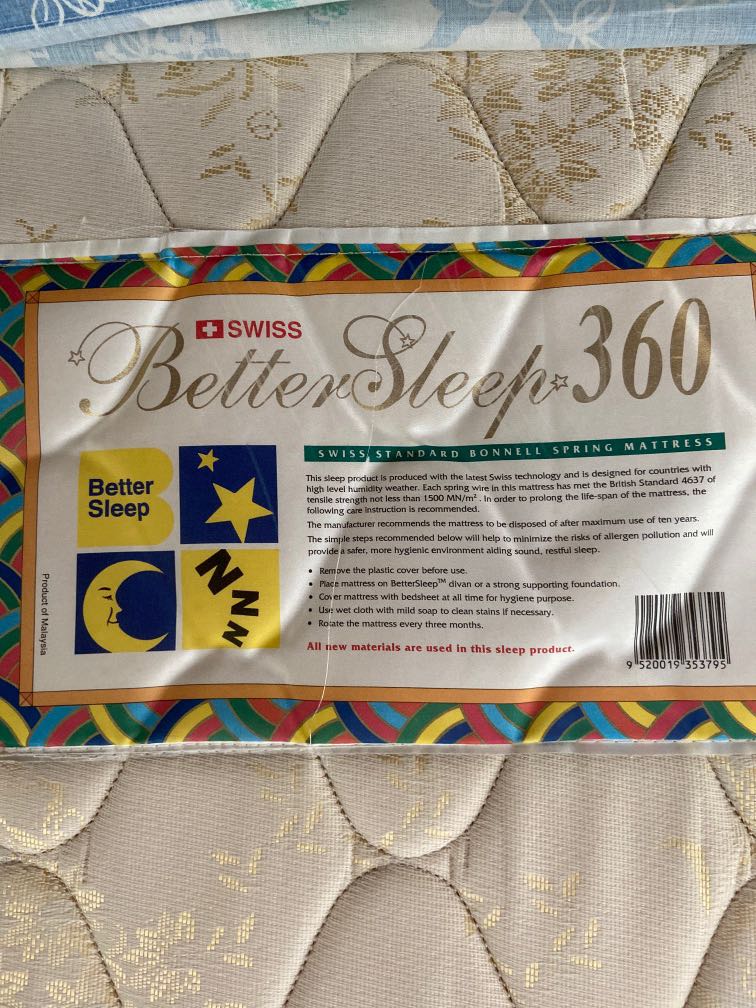 SWISS
BetterSleep 360
SWISS STANDARD BONNELL SPRING MATTRESS
Better
Sleep
N
N
N
Product of Malaysia
This sleep product is produced with the latest Swiss technology and is designed for countries with
high level humidity weather. Each spring wire in this mattress has met the British Standard 4637 of
tensile strength not less than 1500 MN/m². In order to prolong the life-span of the mattress, the
following care instruction is recommended.
The manufacturer recommends the mattress to be disposed of after maximum use of ten years.
The simple steps recommended below will help to minimize the risks of allergen pollution and will
provide a safer, more hygienic environment aiding sound, restful sleep.
• Remove the plastic cover before use.
• Place mattress on BetterSleep™ divan or a strong supporting foundation.
• Cover mattress with bedsheet at all time for hygiene purpose.
• Use wet cloth with mild soap to clean stains if necessary.
• Rotate the mattress every three months.
All new materials are used in this sleep product.
9 520019 353795